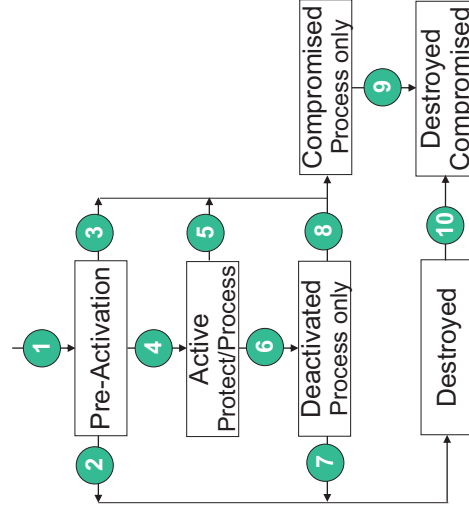 1
Pre-Activation
2
3
4
Active
Protect/Process
5
6
Deactivated
Process only
7
8
Compromised
Process only
9
Destroyed
10
Destroyed
Compromised